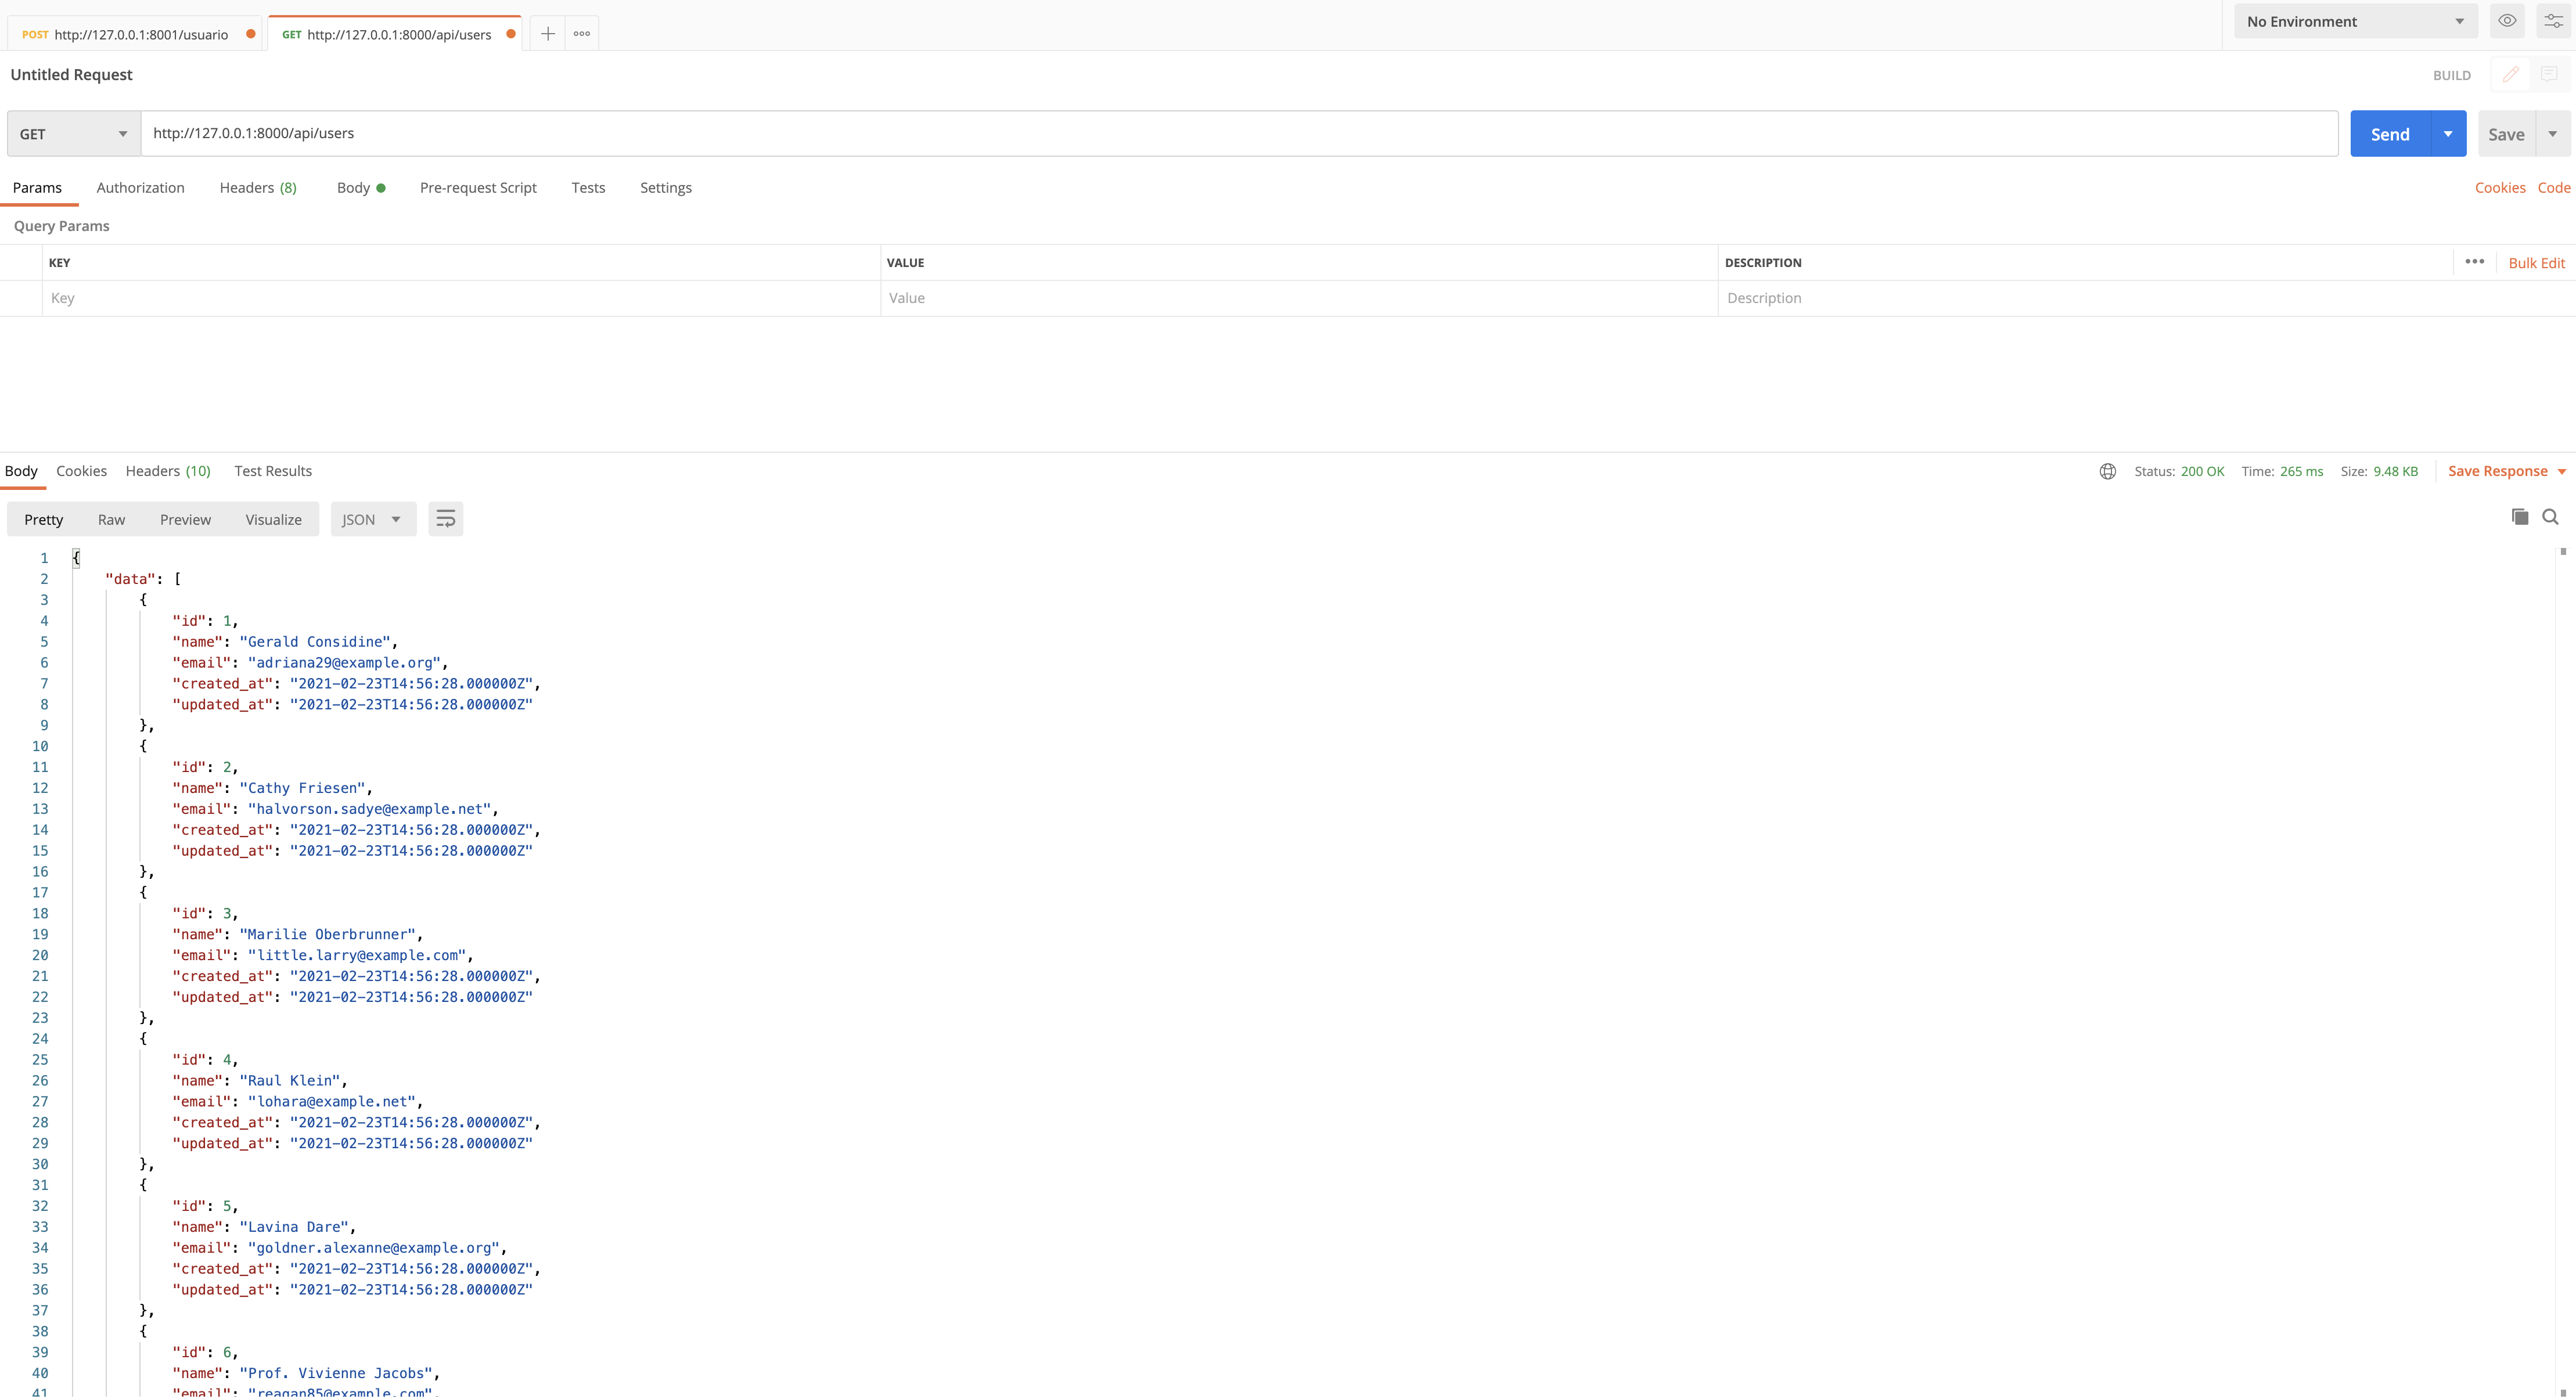 POST http://127.0.0.1:8001/usuario GET http://127.0.0.1:8000/api/users No Environment
Untitled Request BUILD
GET http://127.0.0.1:8000/api/users Send Save
Params Authorization Headers (8) Body Pre-request Script Tests Settings Cookies Code
Query Params
KEY VALUE DESCRIPTION ••• Bulk Edit
Key Value Description
Body Cookies Headers (10) Test Results Status: 200 OK Time: 265 ms Size: 9.48 KB Save Response
Pretty Raw Preview Visualize JSON
1 {
2 "data": [
3 {
4 "id": 1,
5 "name": "Gerald Considine",
6 "email": "adriana29@example.org",
7 "created_at": "2021-02-23T14:56:28.000000Z",
8 "updated_at": "2021-02-23T14:56:28.000000Z"
9 },
10 {
11 "id": 2,
12 "name": "Cathy Friesen",
13 "email": "halvorson.sadye@example.net",
14 "created_at": "2021-02-23T14:56:28.000000Z",
15 "updated_at": "2021-02-23T14:56:28.000000Z"
16 },
17 {
18 "id": 3,
19 "name": "Marilie Oberbrunner",
20 "email": "little.larry@example.com",
21 "created_at": "2021-02-23T14:56:28.000000Z",
22 "updated_at": "2021-02-23T14:56:28.000000Z"
23 },
24 {
25 "id": 4,
26 "name": "Raul Klein",
27 "email": "lohara@example.net",
28 "created_at": "2021-02-23T14:56:28.000000Z",
29 "updated_at": "2021-02-23T14:56:28.000000Z"
30 },
31 {
32 "id": 5,
33 "name": "Lavina Dare",
34 "email": "goldner.alexanne@example.org",
35 "created_at": "2021-02-23T14:56:28.000000Z",
36 "updated_at": "2021-02-23T14:56:28.000000Z"
37 },
38 {
39 "id": 6,
40 "name": "Prof. Vivienne Jacobs",
41 "email": "reagan85@example.com",